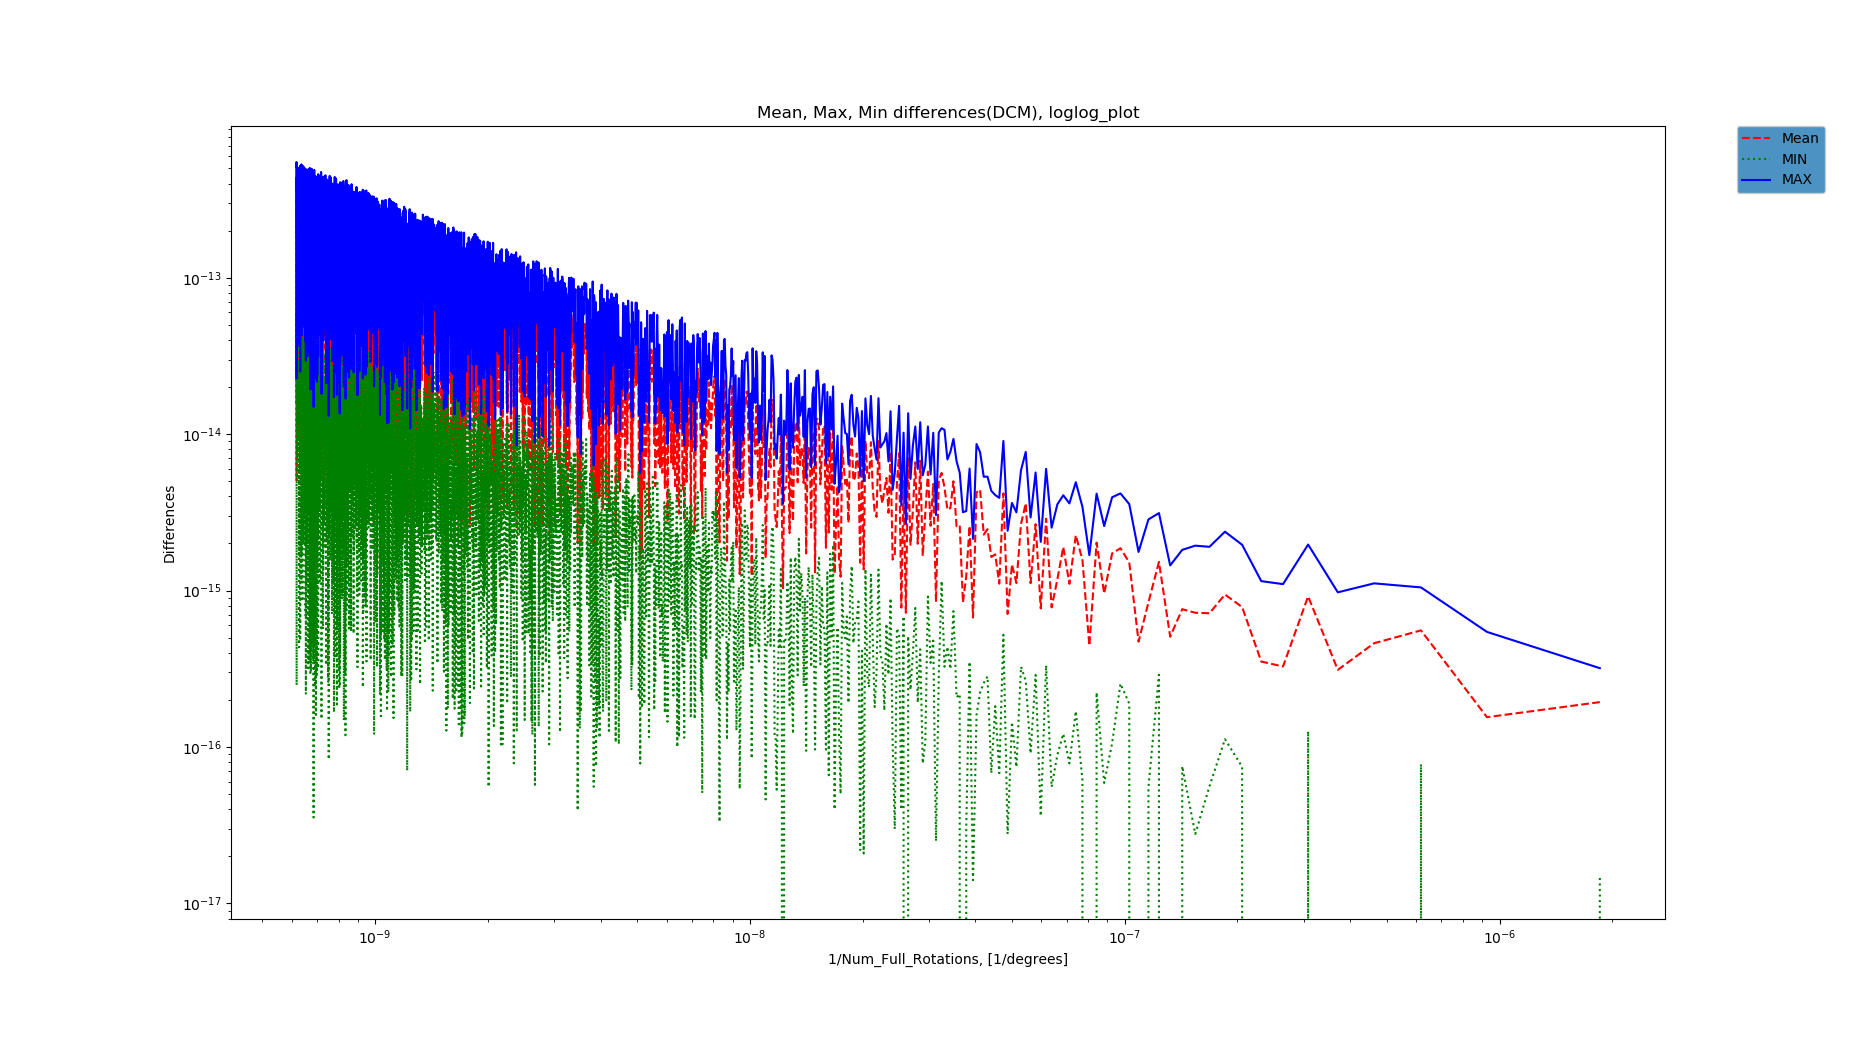 Mean, Max, Min differences(DCM), loglog_plot
Mean
MIN
MAX
Differences
10⁻¹³
10⁻¹⁴
10⁻¹⁵
10⁻¹⁶
10⁻¹⁷
10⁻⁹
10⁻⁸
10⁻⁷
10⁻⁶
1/Num_Full_Rotations, [1/degrees]